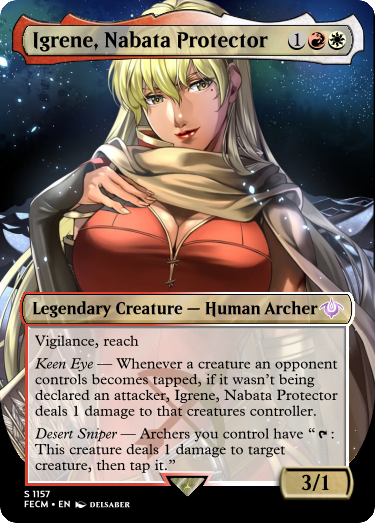 Igrene, Nabata Protector 1
Legendary Creature — Human Archer
Vigilance, reach
Keen Eye — Whenever a creature an opponent
controls becomes tapped, if it wasn't being
declared an attacker, Igrene, Nabata Protector
deals 1 damage to that creatures controller.
Desert Sniper — Archers you control have “ :
This creature deals 1 damage to target
creature, then tap it.”
3/1
S 1157
FECM • EN DELSABER